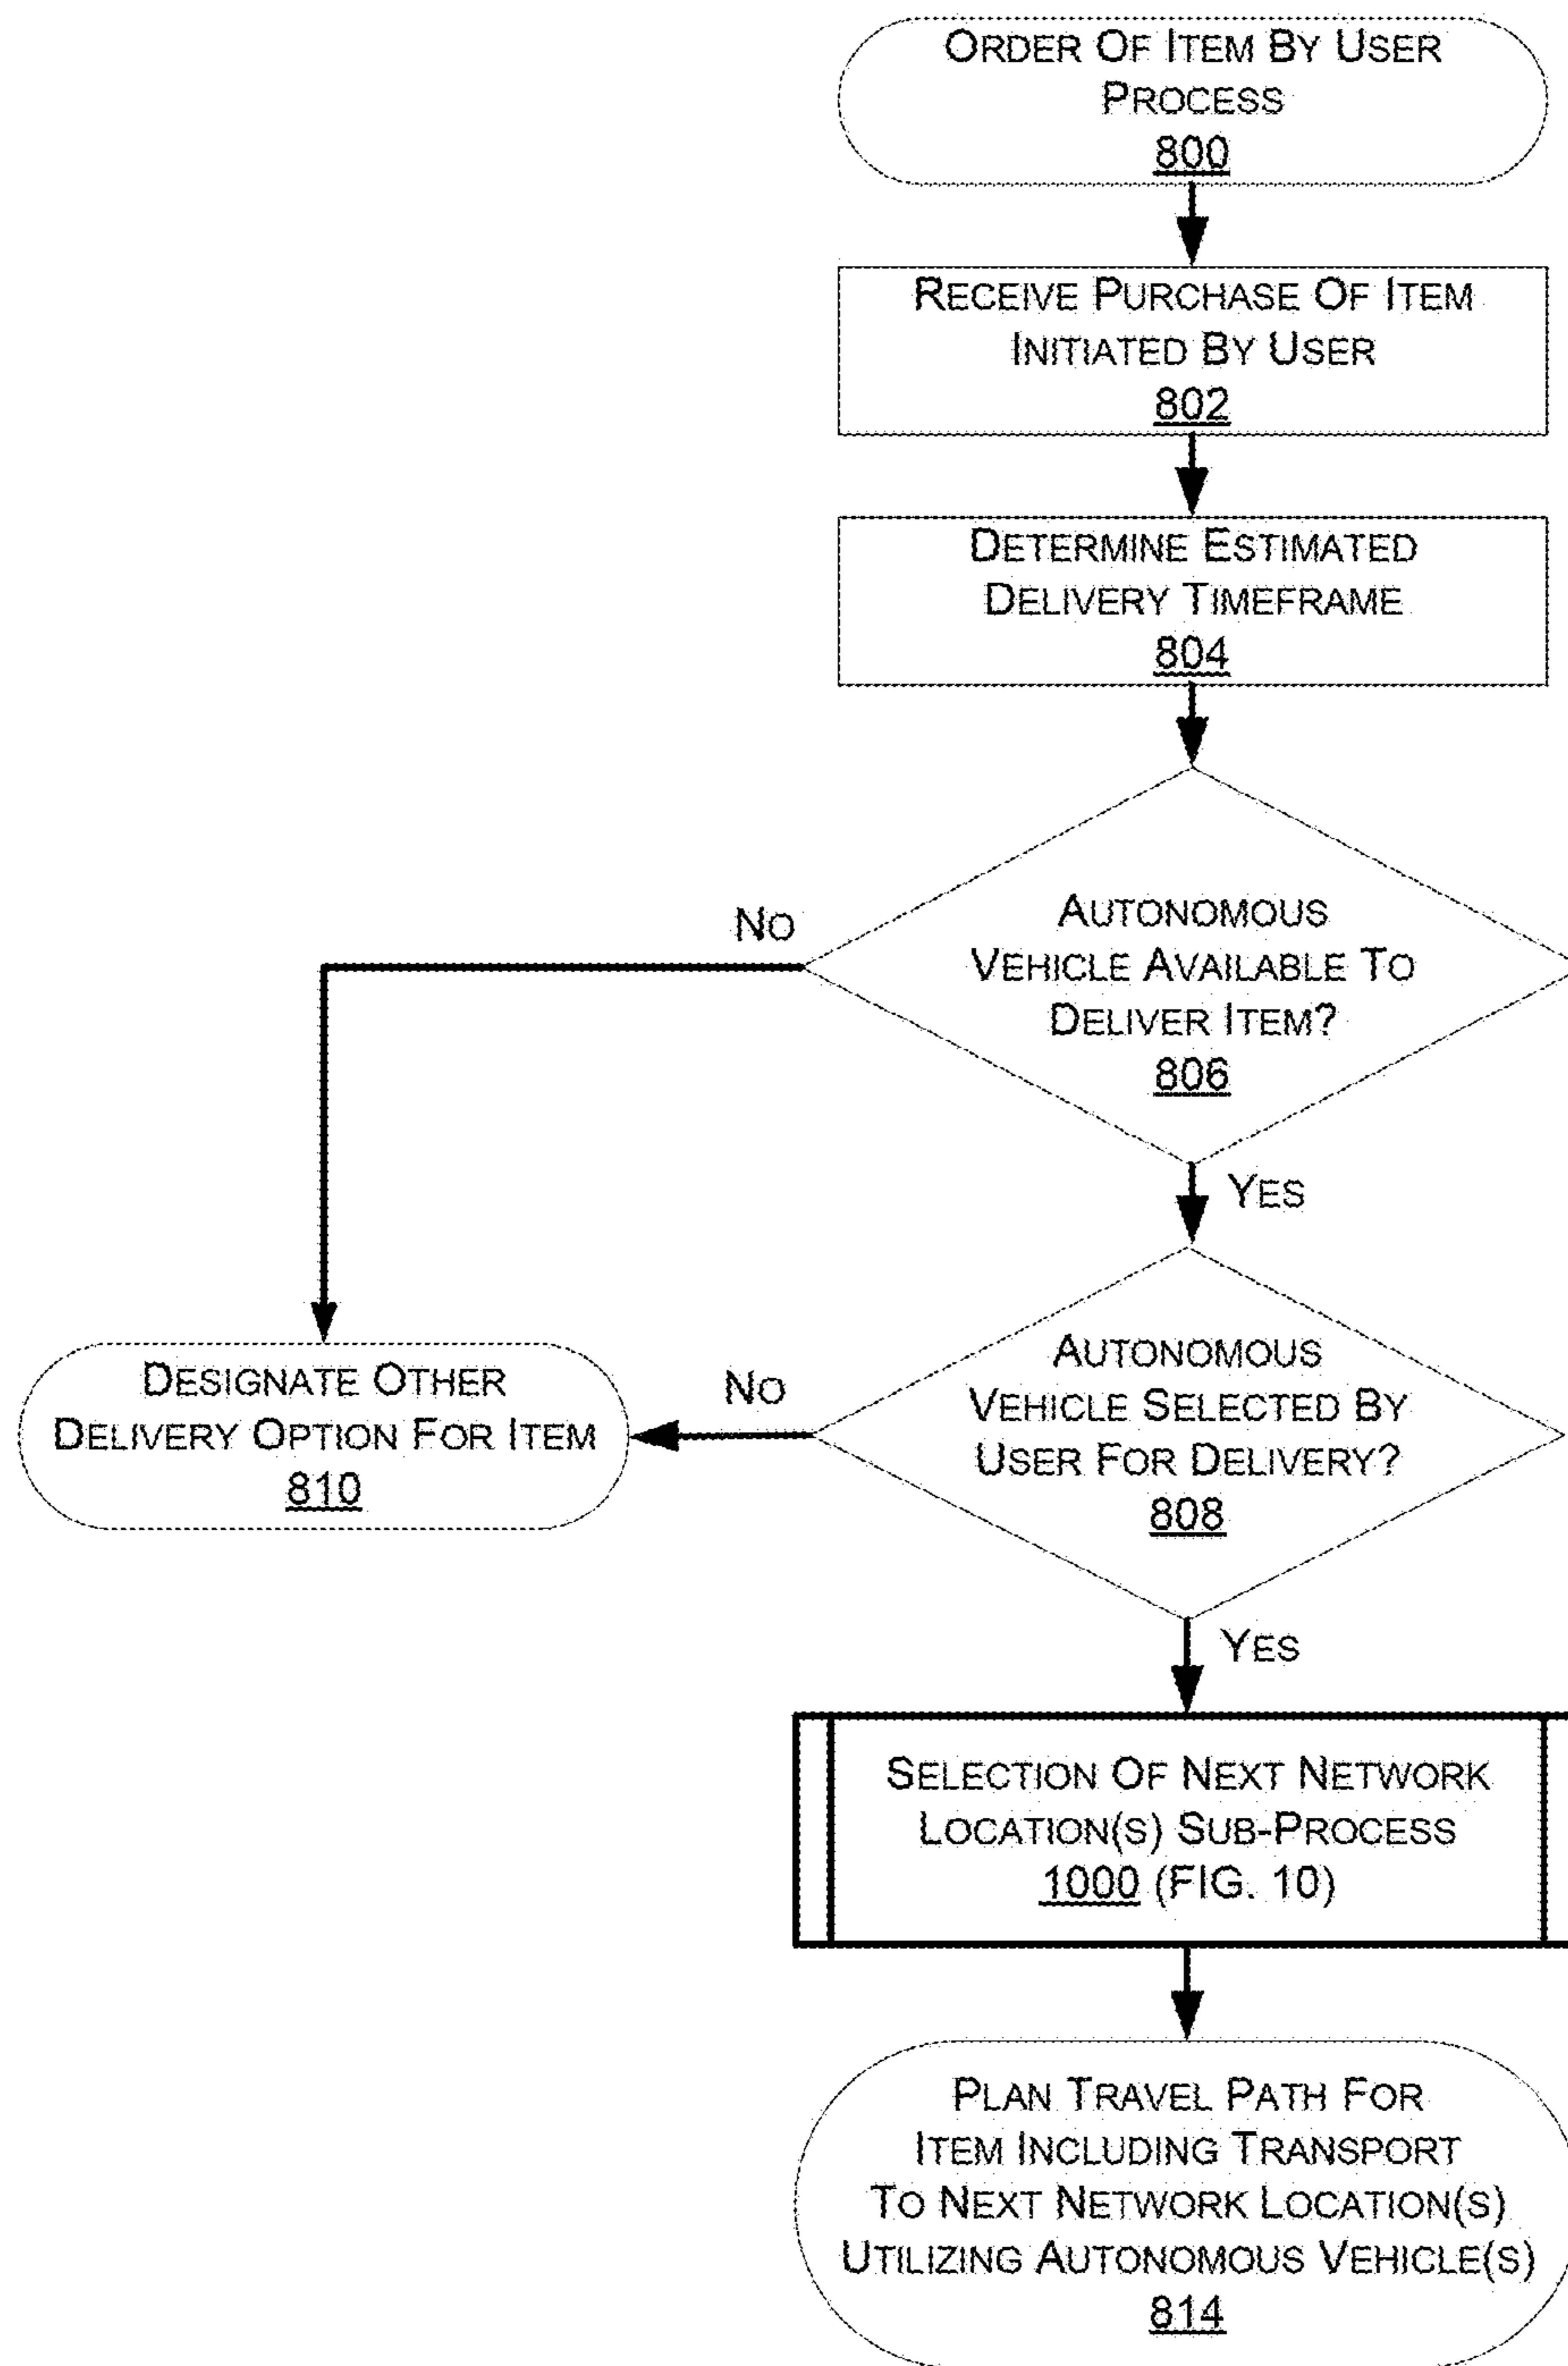 ORDER OF ITEM BY USER
PROCESS
800
RECEIVE PURCHASE OF ITEM
INITIATED BY USER
802
DETERMINE ESTIMATED
DELIVERY TIMEFRAME
804
NO
AUTONOMOUS
VEHICLE AVAILABLE TO
DELIVER ITEM?
806
YES
DESIGNATE OTHER
DELIVERY OPTION FOR ITEM
810
NO
AUTONOMOUS
VEHICLE SELECTED BY
USER FOR DELIVERY?
808
YES
SELECTION OF NEXT NETWORK
LOCATION(S) SUB-PROCESS
1000 (FIG. 10)
PLAN TRAVEL PATH FOR
ITEM INCLUDING TRANSPORT
TO NEXT NETWORK LOCATION(S)
UTILIZING AUTONOMOUS VEHICLE(S)
814